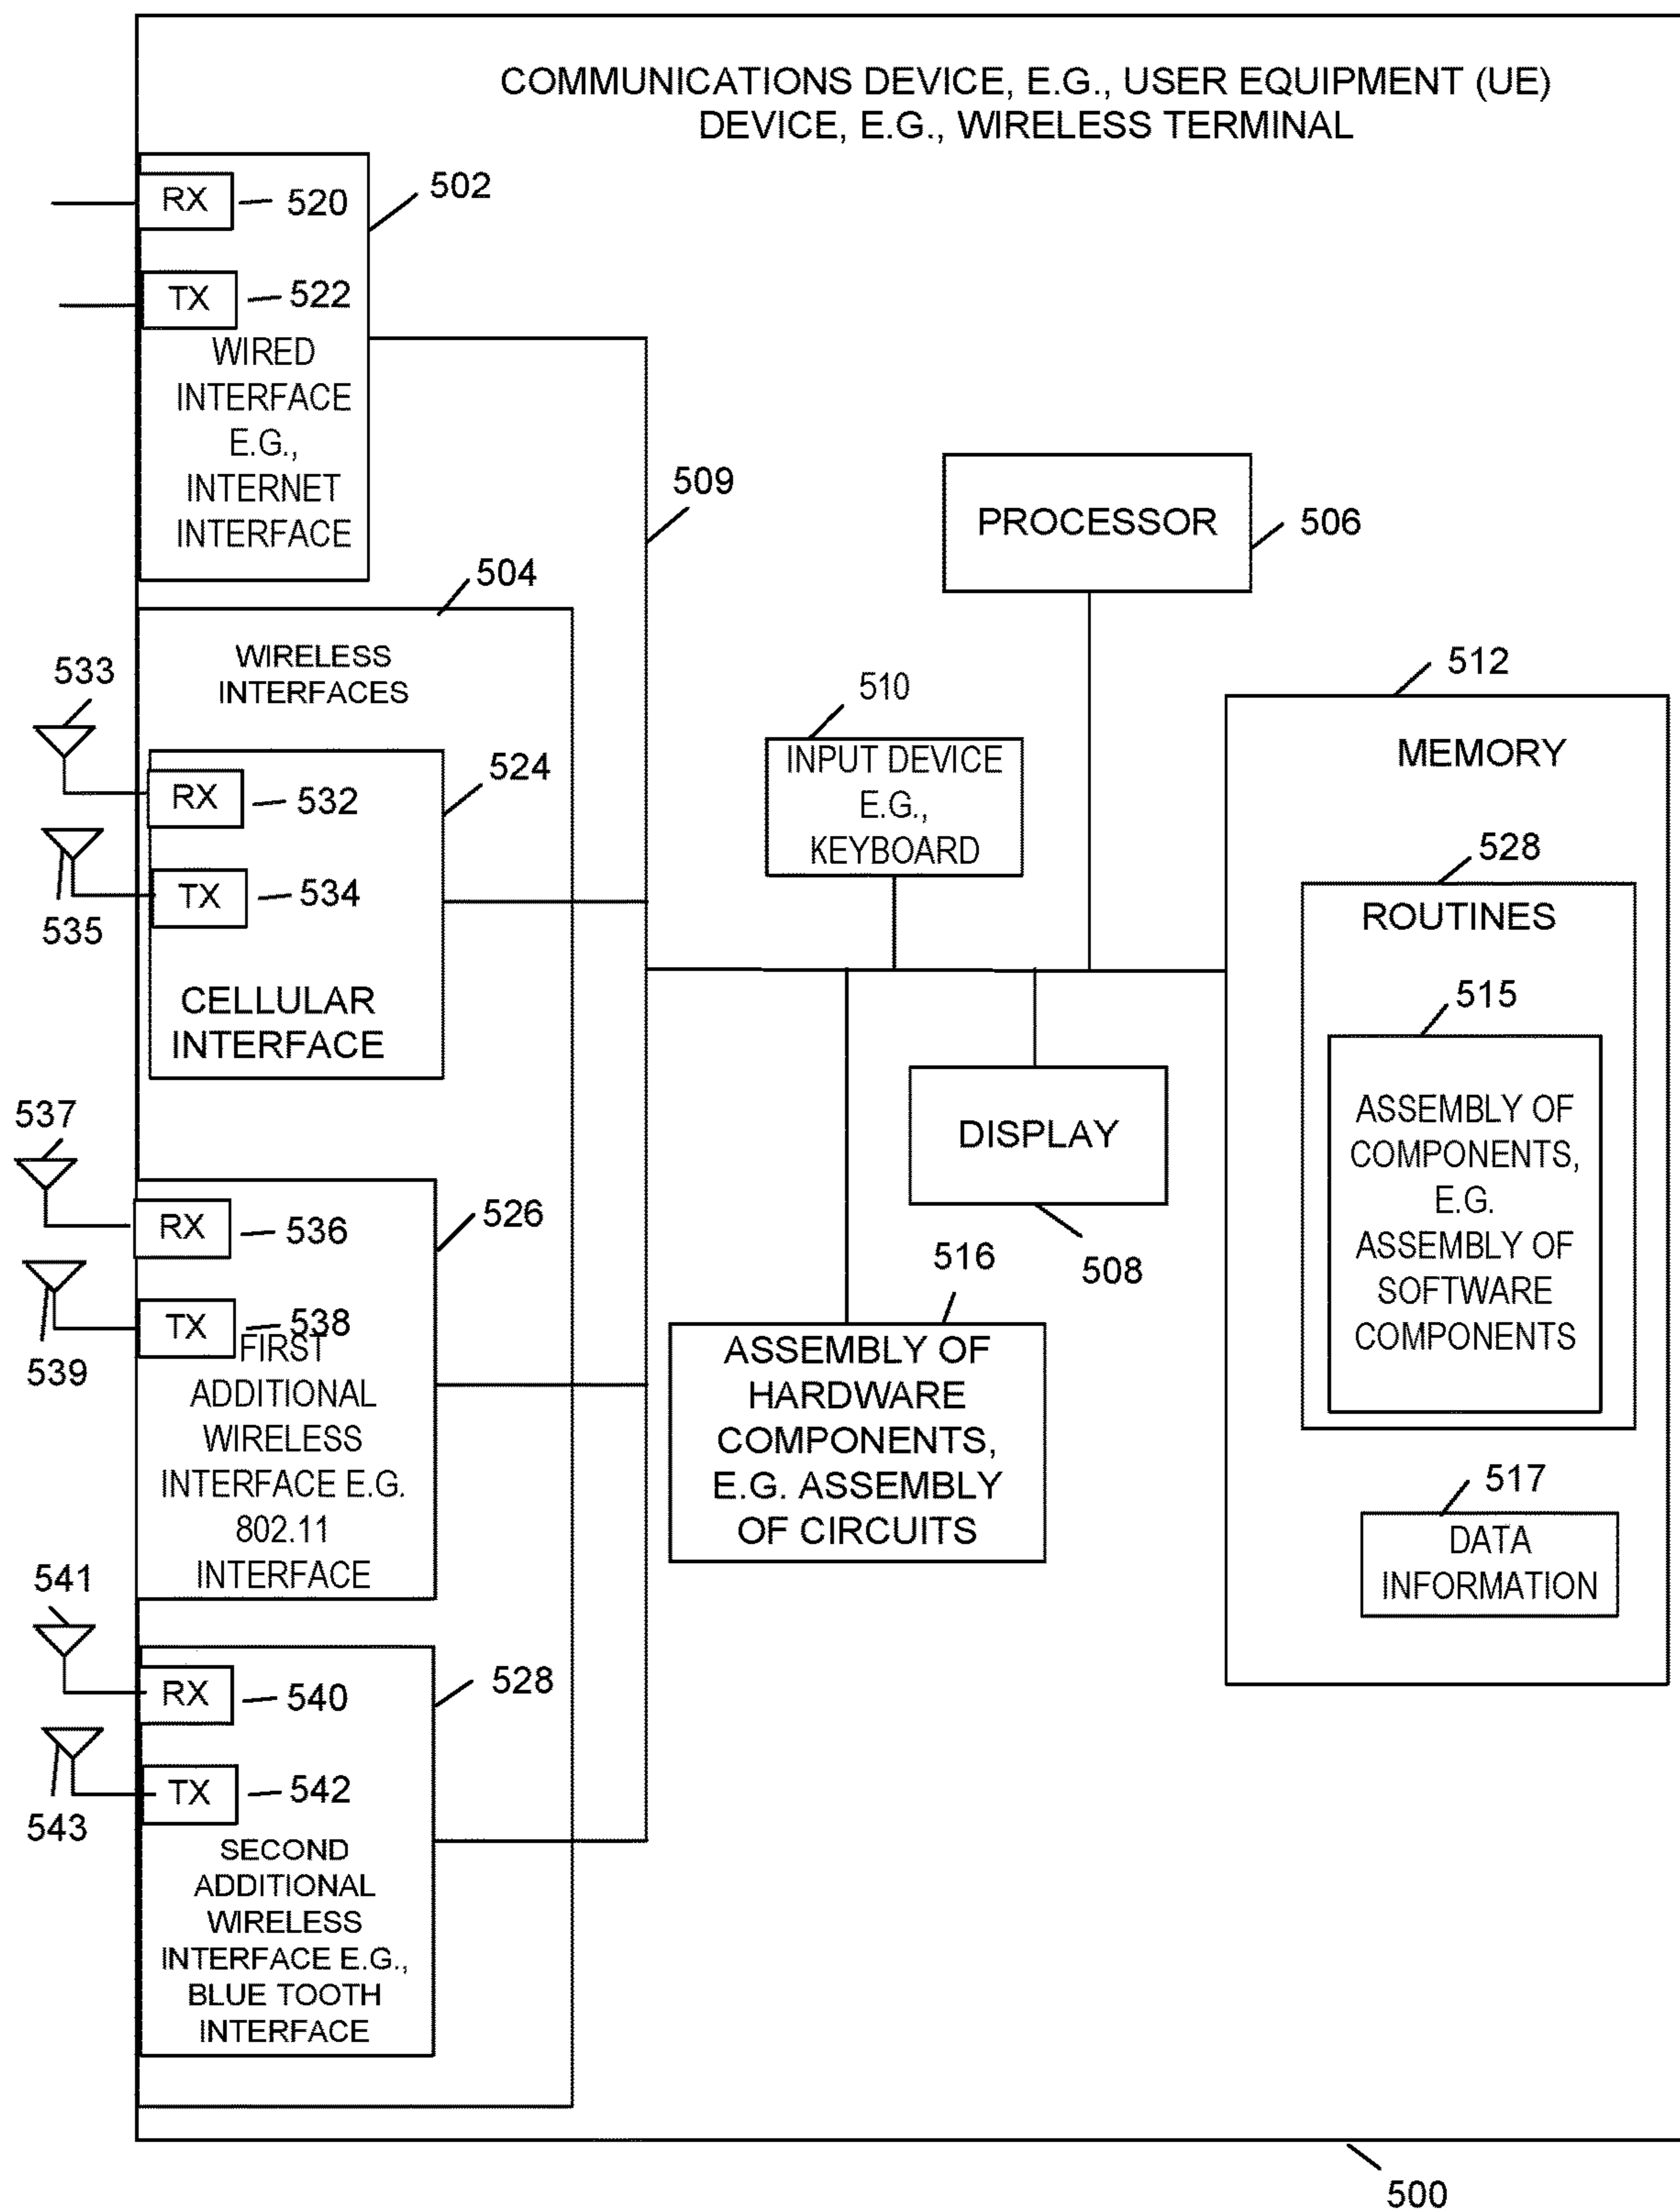 COMMUNICATIONS DEVICE, E.G., USER EQUIPMENT (UE)
DEVICE, E.G., WIRELESS TERMINAL
RX
520
502
TX
522
WIRED
INTERFACE
E.G.,
INTERNET
INTERFACE
509
PROCESSOR
506
504
WIRELESS
INTERFACES
533
RX
532
524
535
TX
534
CELLULAR
INTERFACE
510
INPUT DEVICE
E.G.,
KEYBOARD
512
MEMORY
528
ROUTINES
515
ASSEMBLY OF
COMPONENTS,
E.G.
ASSEMBLY OF
SOFTWARE
COMPONENTS
517
DATA
INFORMATION
DISPLAY
508
516
ASSEMBLY OF
HARDWARE
COMPONENTS,
E.G. ASSEMBLY
OF CIRCUITS
537
RX
536
526
539
TX
538
FIRST
ADDITIONAL
WIRELESS
INTERFACE E.G.
802.11
INTERFACE
541
RX
540
528
543
TX
542
SECOND
ADDITIONAL
WIRELESS
INTERFACE E.G.,
BLUE TOOTH
INTERFACE
500